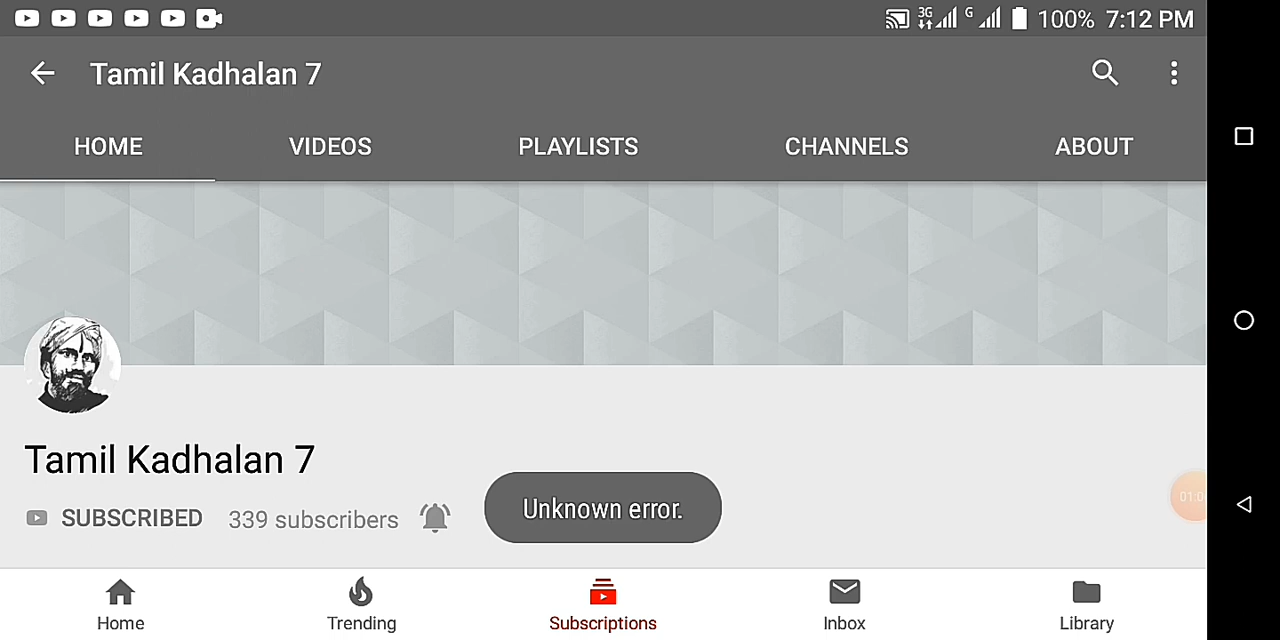 3G G 100% 7:12 PM
Tamil Kadhalan 7
HOME VIDEOS PLAYLISTS CHANNELS ABOUT
Tamil Kadhalan 7
SUBSCRIBED 339 subscribers
Unknown error.
Home Trending Subscriptions Inbox Library